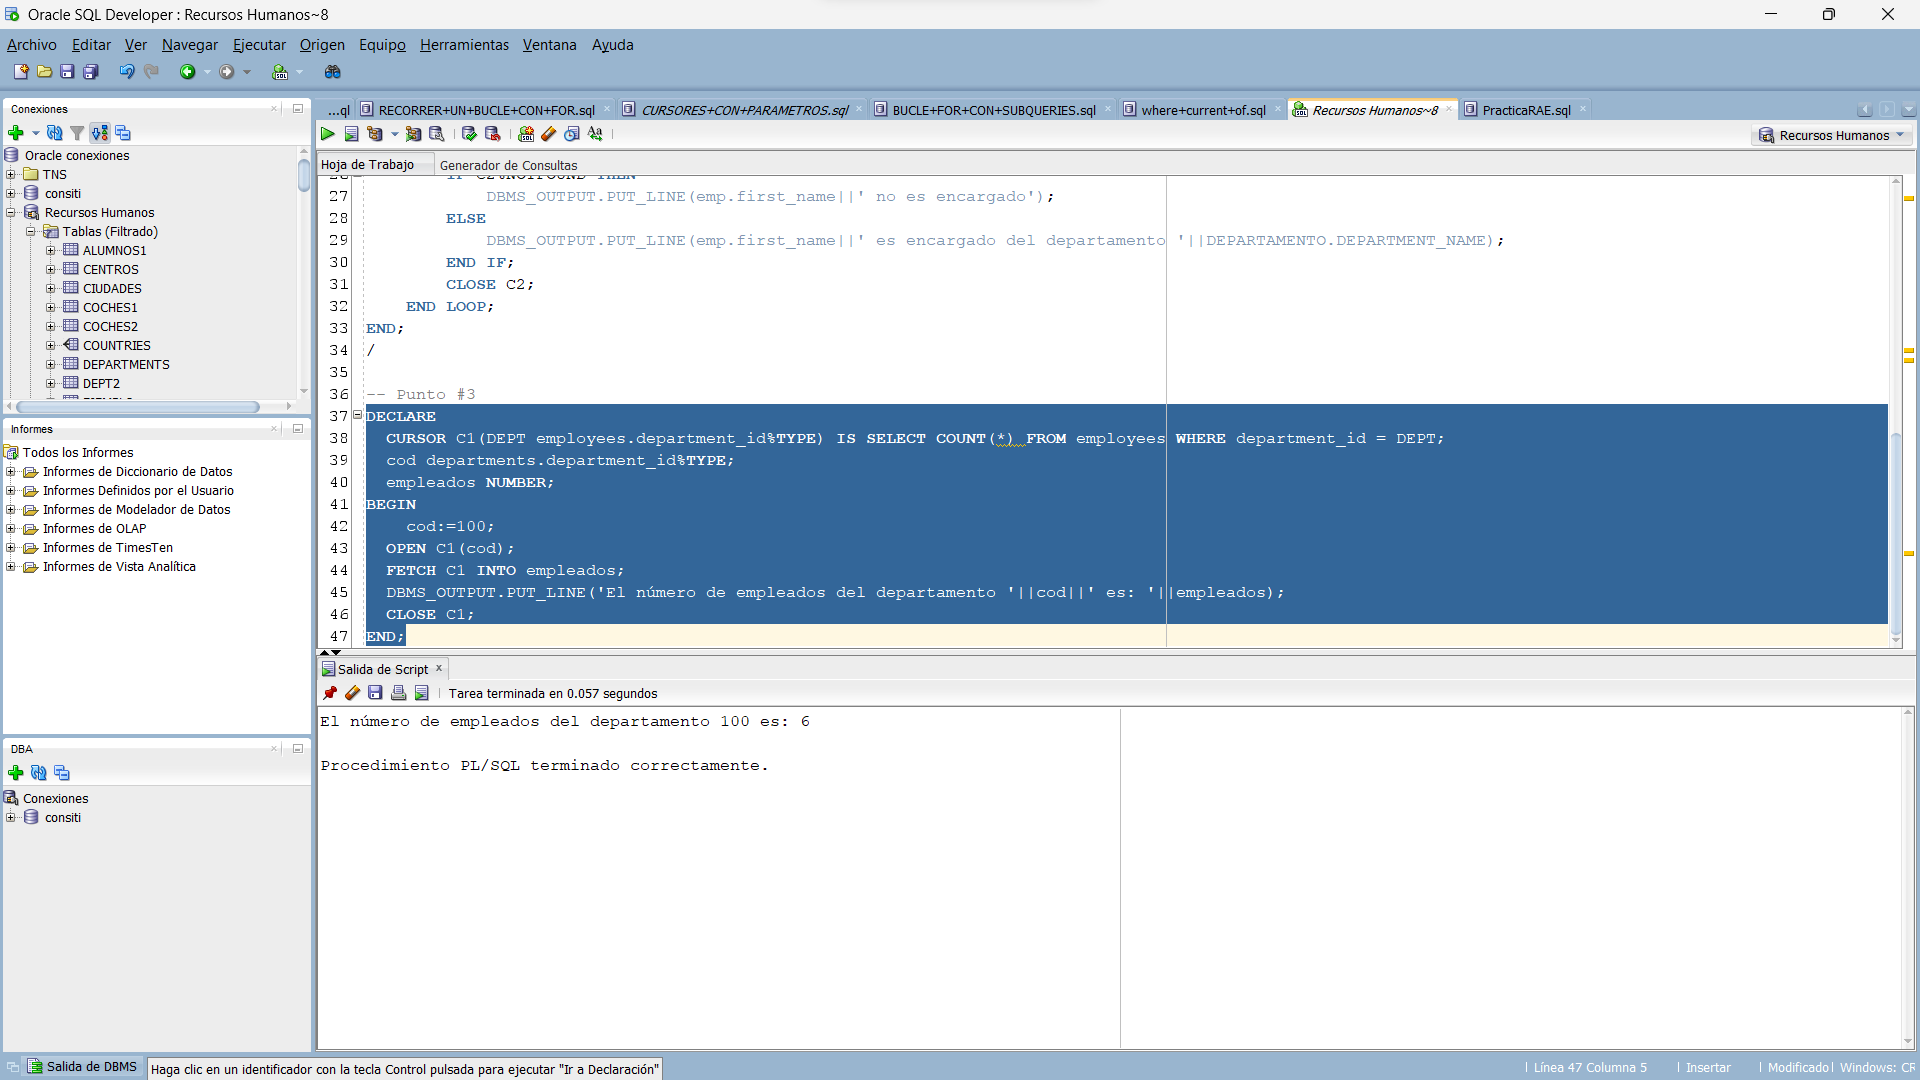 Oracle SQL Developer : Recursos Humanos~8
Archivo Editar Ver Navegar Ejecutar Origen Equipo Herramientas Ventana Ayuda
Conexiones
Oracle conexiones
TNS
consiti
Recursos Humanos
Tablas (Filtrado)
ALUMNOS1
CENTROS
CIUDADES
COCHES1
COCHES2
COUNTRIES
DEPARTMENTS
DEPT2
Informes
Todos los Informes
Informes de Diccionario de Datos
Informes Definidos por el Usuario
Informes de Modelador de Datos
Informes de OLAP
Informes de TimesTen
Informes de Vista Analítica
DBA
Conexiones
consiti
...ql RECORRER+UN+BUCLE+CON+FOR.sql CURSORES+CON+PARAMETROS.sql BUCLE+FOR+CON+SUBQUERIES.sql where+current+of.sql Recursos Humanos~8 PracticaRAE.sql
Recursos Humanos
Hoja de Trabajo Generador de Consultas
27 DBMS_OUTPUT.PUT_LINE(emp.first_name||' no es encargado');
28 ELSE
29 DBMS_OUTPUT.PUT_LINE(emp.first_name||' es encargado del departamento '||DEPARTAMENTO.DEPARTMENT_NAME);
30 END IF;
31 CLOSE C2;
32 END LOOP;
33 END;
34 /
35
36 -- Punto #3
37 DECLARE
38 CURSOR C1(DEPT employees.department_id%TYPE) IS SELECT COUNT(*) FROM employees WHERE department_id = DEPT;
39 cod departments.department_id%TYPE;
40 empleados NUMBER;
41 BEGIN
42 cod:=100;
43 OPEN C1(cod);
44 FETCH C1 INTO empleados;
45 DBMS_OUTPUT.PUT_LINE('El número de empleados del departamento '||cod||' es: '||empleados);
46 CLOSE C1;
47 END;
Salida de Script
Tarea terminada en 0.057 segundos
El número de empleados del departamento 100 es: 6
Procedimiento PL/SQL terminado correctamente.
Salida de DBMS
Haga clic en un identificador con la tecla Control pulsada para ejecutar "Ir a Declaración"
Línea 47 Columna 5 Insertar Modificado Windows: CR